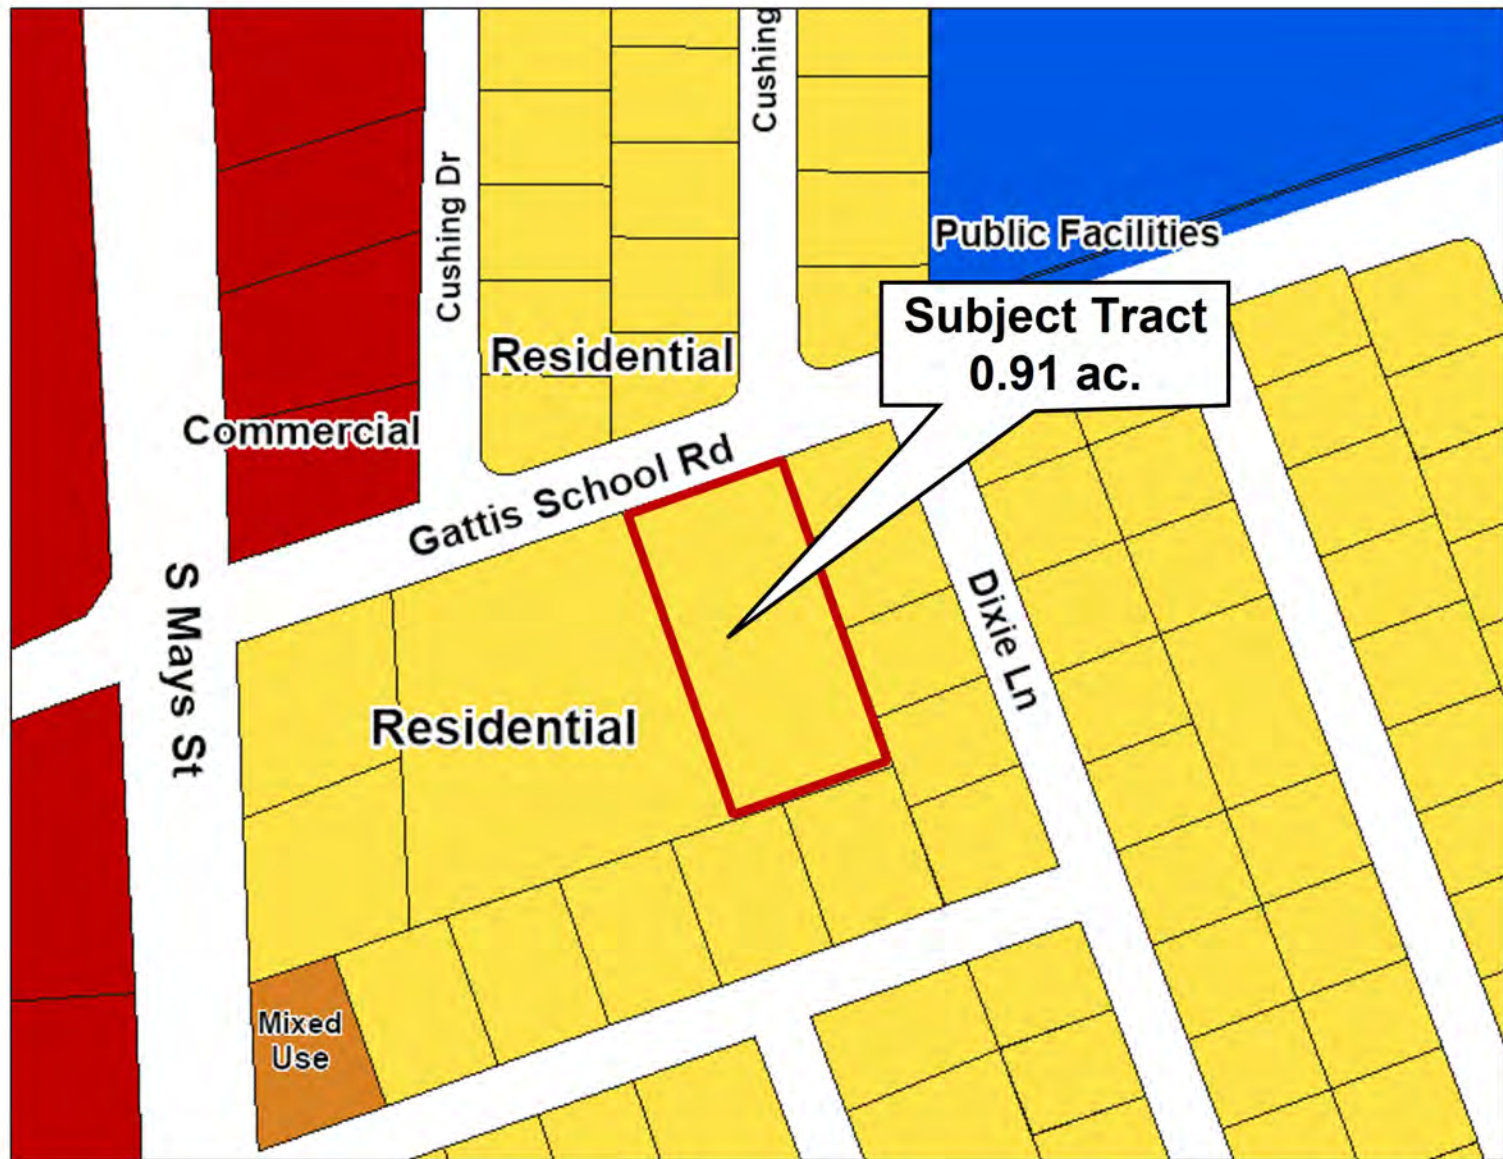 Cushing
Cushing Dr
Public Facilities
Subject Tract
0.91 ac.
Residential
Commercial
Gattis School Rd
S Mays St
Dixie Ln
Residential
Mixed
Use